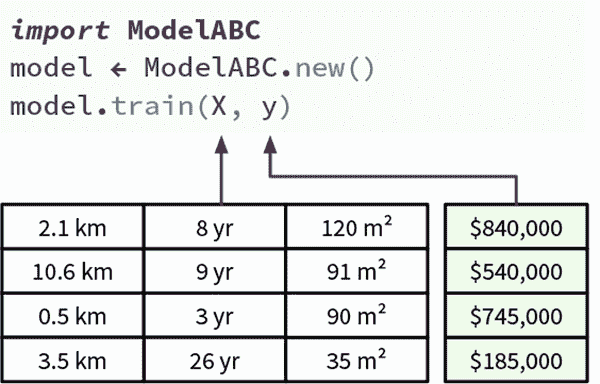 import ModelABC
model ← ModelABC.new()
model.train(X, y)
2.1 km 8 yr 120 m² $840,000
10.6 km 9 yr 91 m² $540,000
0.5 km 3 yr 90 m² $745,000
3.5 km 26 yr 35 m² $185,000